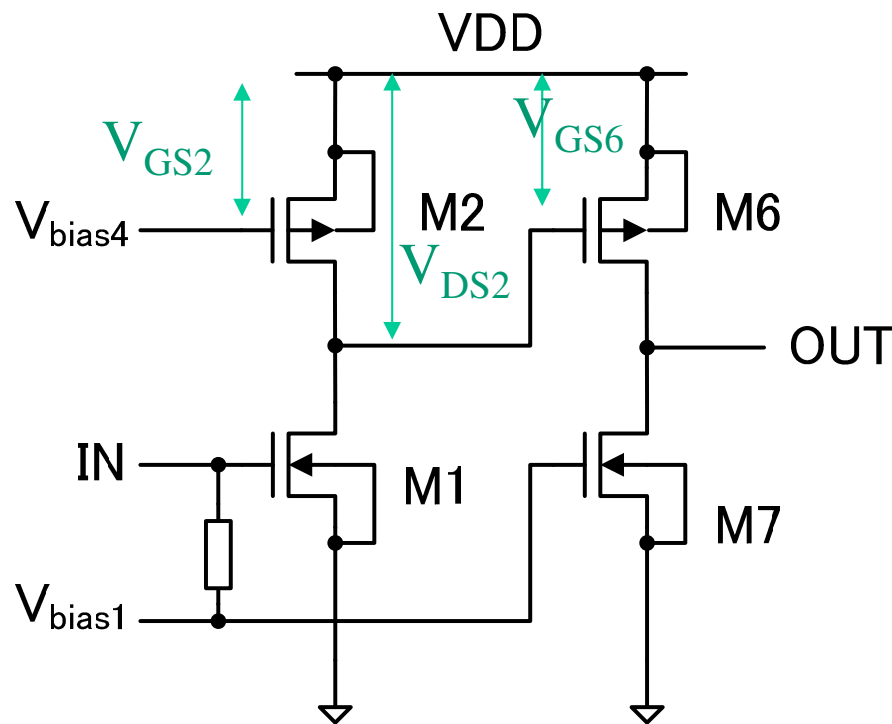 VDD
VGS2
VGS6
Vbias4
M2
M6
VDS2
OUT
IN
M1
M7
Vbias1